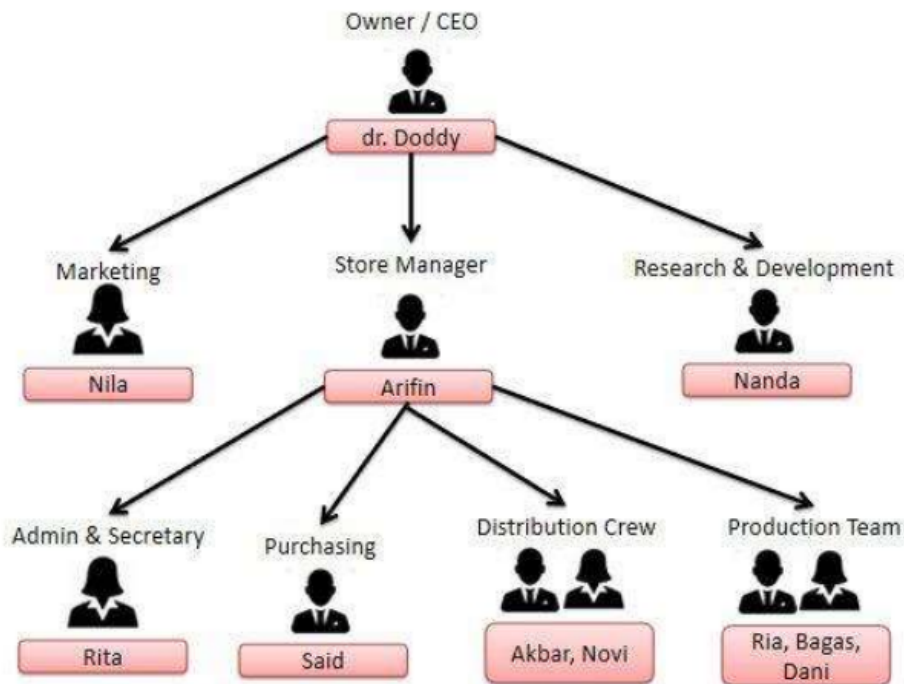 Owner / CEO
dr. Doddy
Marketing
Store Manager
Research & Development
Nila
Arifin
Nanda
Admin & Secretary
Purchasing
Distribution Crew
Production Team
Rita
Said
Akbar, Novi
Ria, Bagas,
Dani